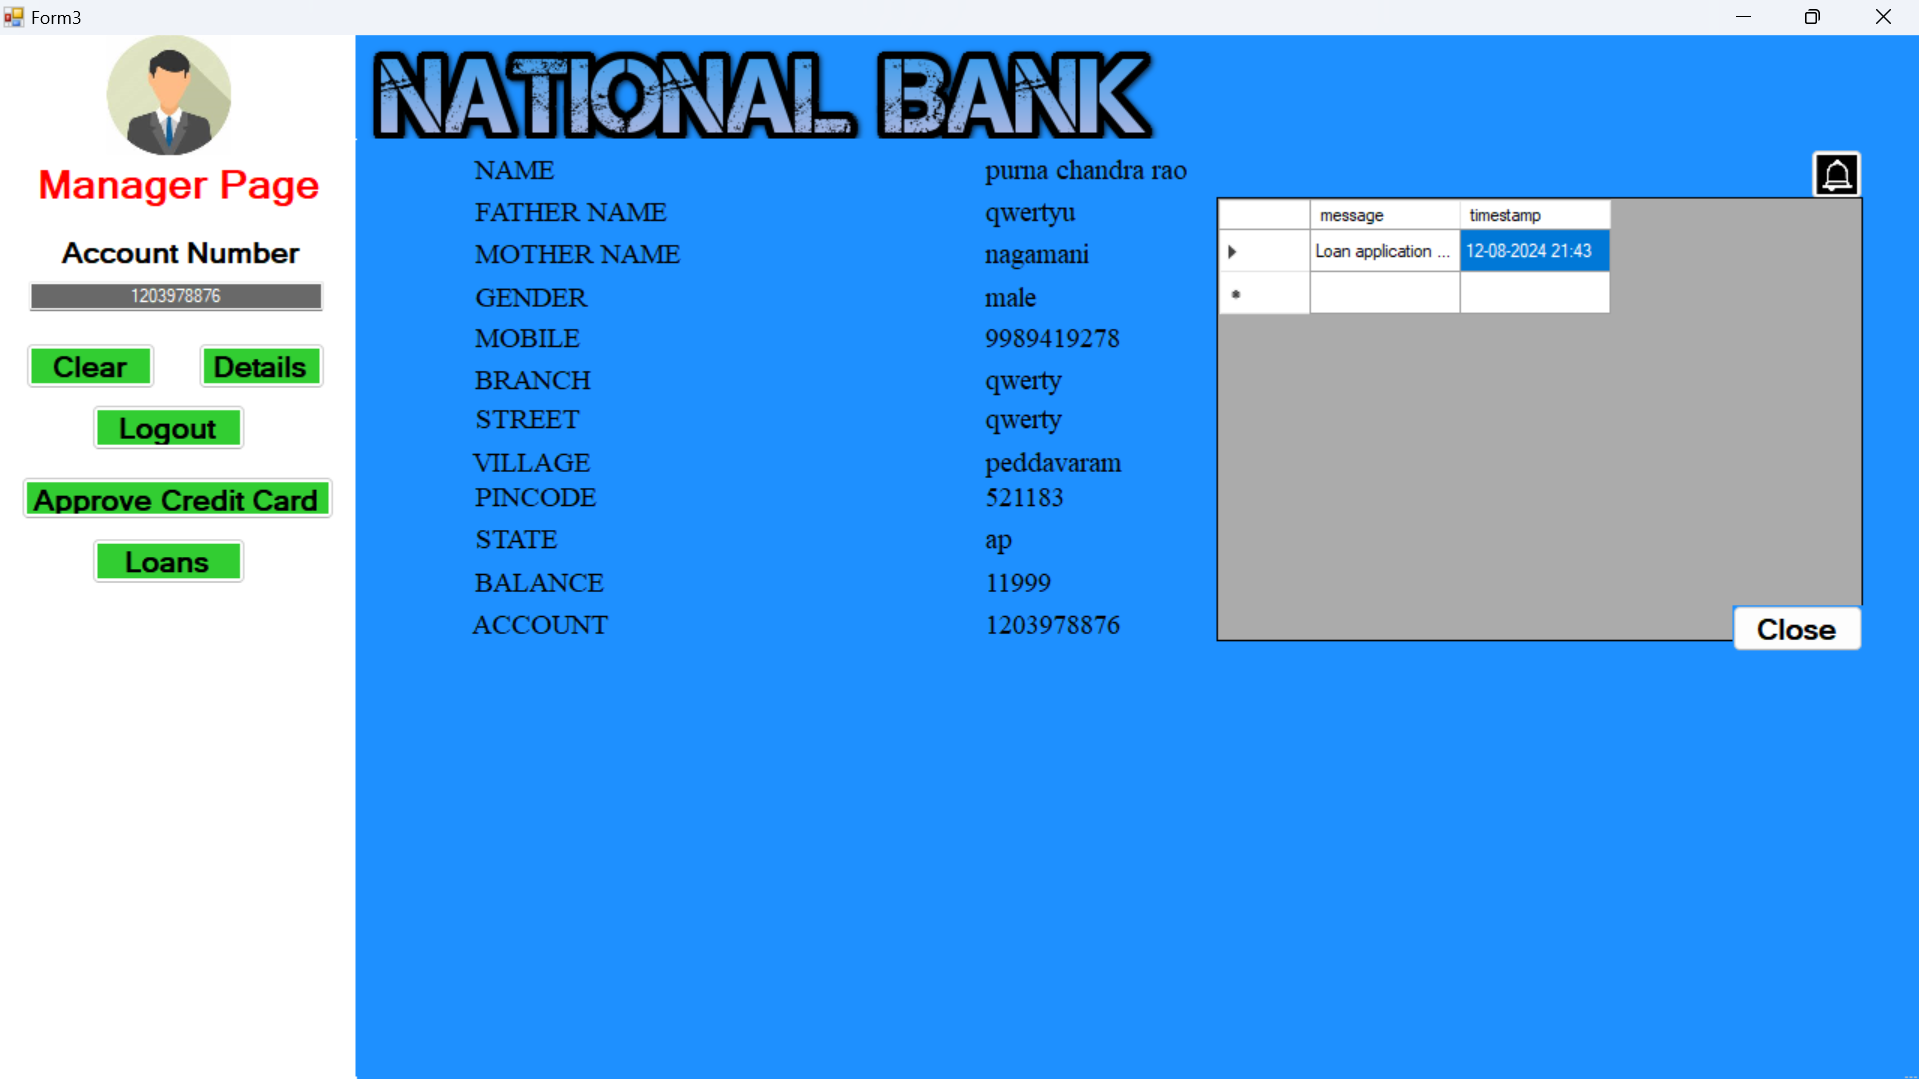 Form3
NATIONAL BANK
Manager Page
Account Number
1203978876
Clear
Details
Logout
Approve Credit Card
Loans
NAME purna chandra rao
FATHER NAME qwertyu
MOTHER NAME nagamani
GENDER male
MOBILE 9989419278
BRANCH qwerty
STREET qwerty
VILLAGE peddavaram
PINCODE 521183
STATE ap
BALANCE 11999
ACCOUNT 1203978876
message timestamp
Loan application ... 12-08-2024 21:43
Close